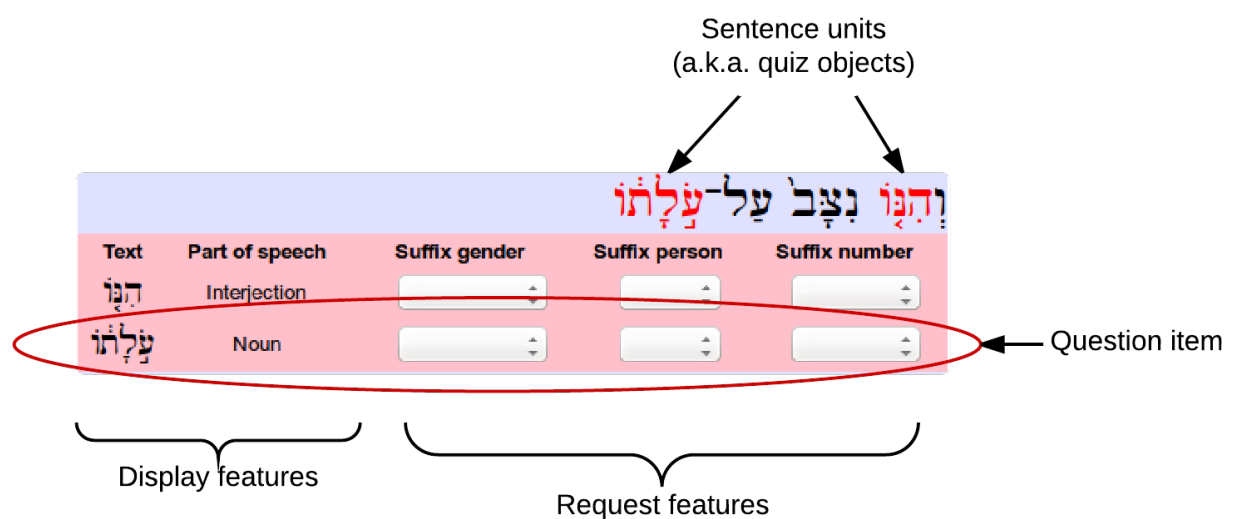 Sentence units
(a.k.a. quiz objects)
וְהִנּ֤וֹ נִצָּב֙ עַל־עֹ֣לָת֔וֹ
Text Part of speech Suffix gender Suffix person Suffix number
הִנּ֤וֹ Interjection
עֹ֣לָת֔וֹ Noun
Question item
Display features
Request features